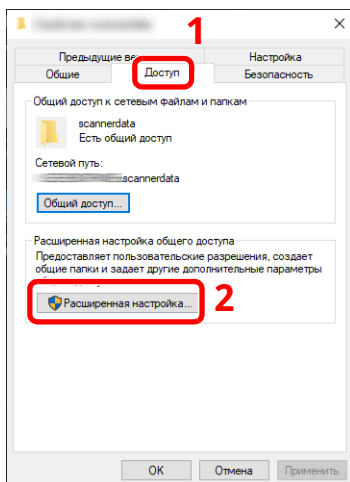 1
Предыдущие ве
Настройка
Общие
Доступ
Безопасность
Общий доступ к сетевым файлам и папкам
scannerdata
Есть общий доступ
Сетевой путь:
scannerdata
Общий доступ...
Расширенная настройка общего доступа
Предоставляет пользовательские разрешения, создает
общие папки и задает другие дополнительные параметры
Расширенная настройка...
2
OK
Отмена
Применить